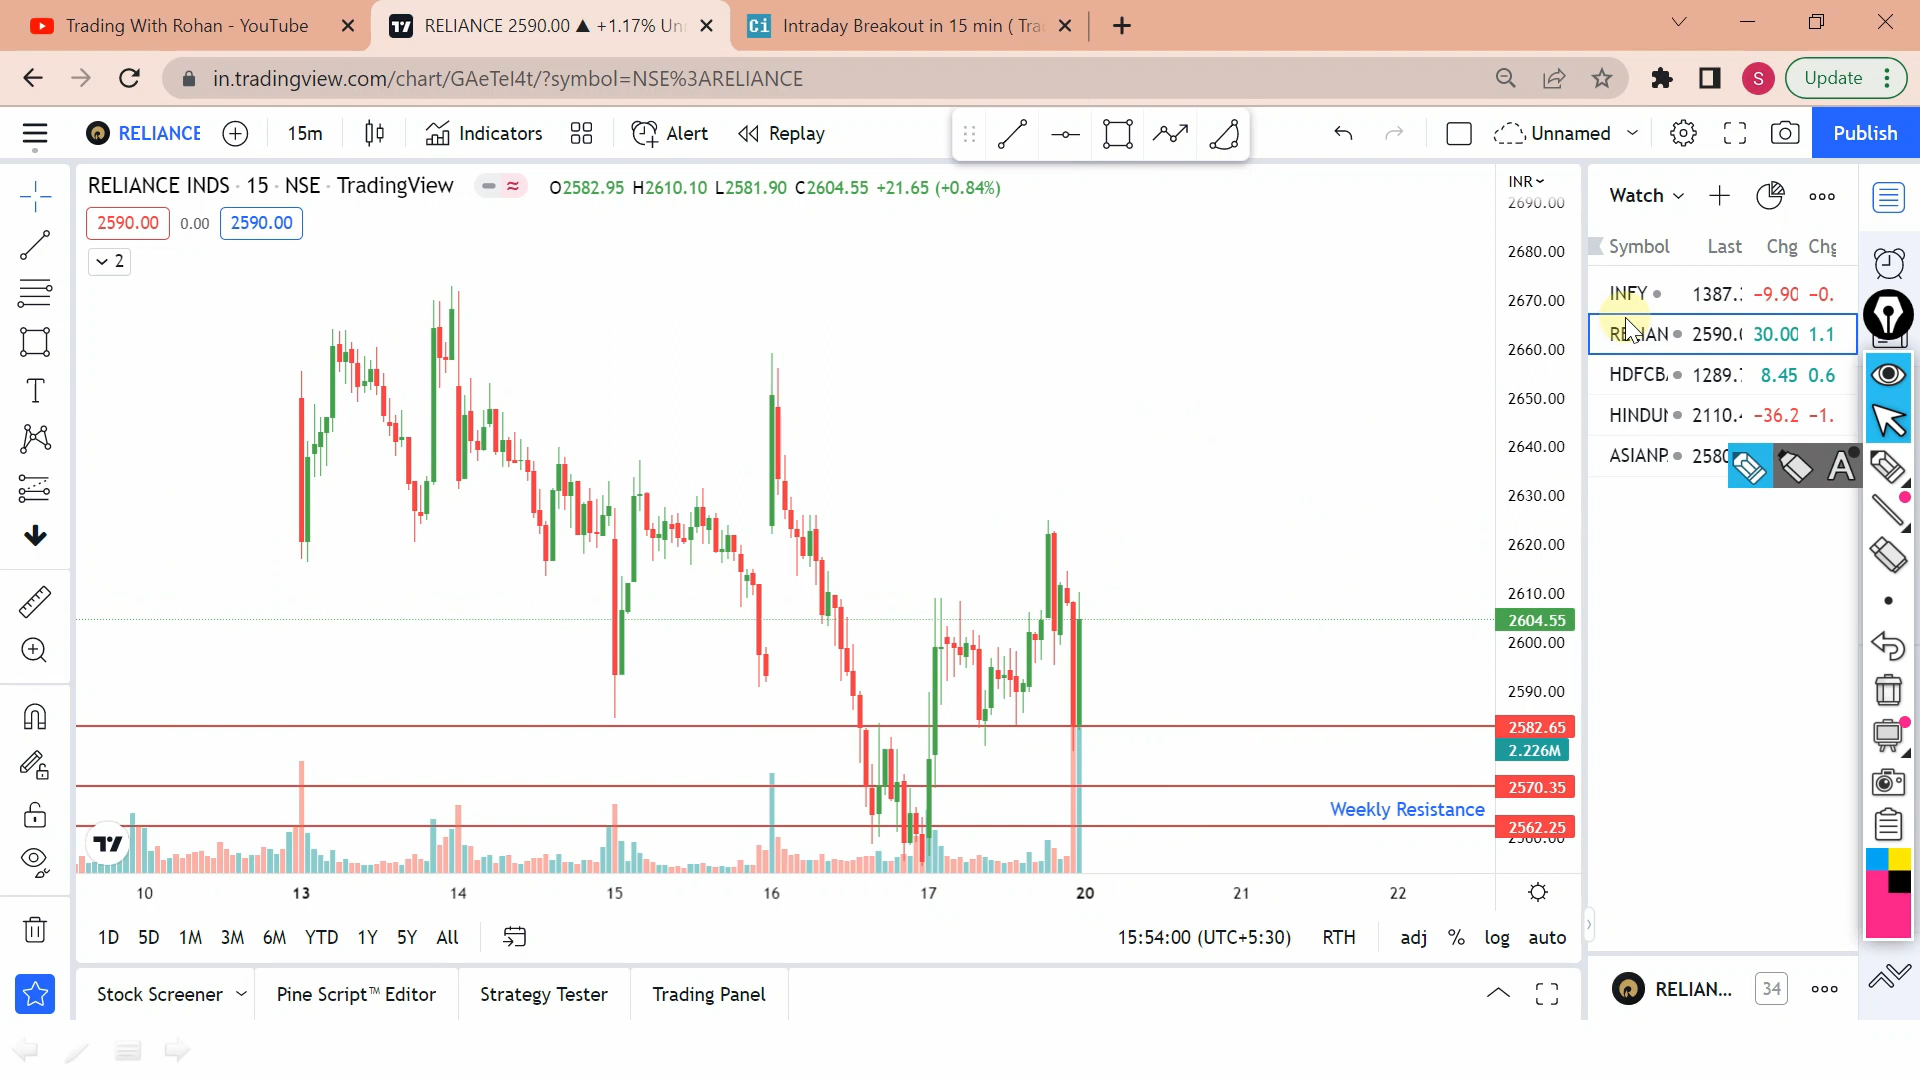 Trading With Rohan - YouTube
RELIANCE 2590.00 ▲ +1.17% Un
Intraday Breakout in 15 min ( Tra
in.tradingview.com/chart/GAeTeI4t/?symbol=NSE%3ARELIANCE
S
Update
RELIANCE
15m
Indicators
Alert
Replay
Unnamed
Publish
RELIANCE INDS · 15 · NSE · TradingView
O2582.95 H2610.10 L2581.90 C2604.55 +21.65 (+0.84%)
2590.00 0.00 2590.00
2
INR
2690.00
2680.00
2670.00
2660.00
2650.00
2640.00
2630.00
2620.00
2610.00
2604.55
2600.00
2590.00
2582.65
2.226M
2570.35
Weekly Resistance
2562.25
2560.00
10 13 14 15 16 17 20 21 22
1D 5D 1M 3M 6M YTD 1Y 5Y All
15:54:00 (UTC+5:30) RTH adj % log auto
Stock Screener
Pine Script™ Editor
Strategy Tester
Trading Panel
Watch
Symbol Last Chg Chg
INFY 1387. -9.90 -0.
RELIAN 2590. 30.00 1.1
HDFCB 1289. 8.45 0.6
HINDU 2110. -36.2 -1.
ASIANP 2580
A
RELIAN... 34